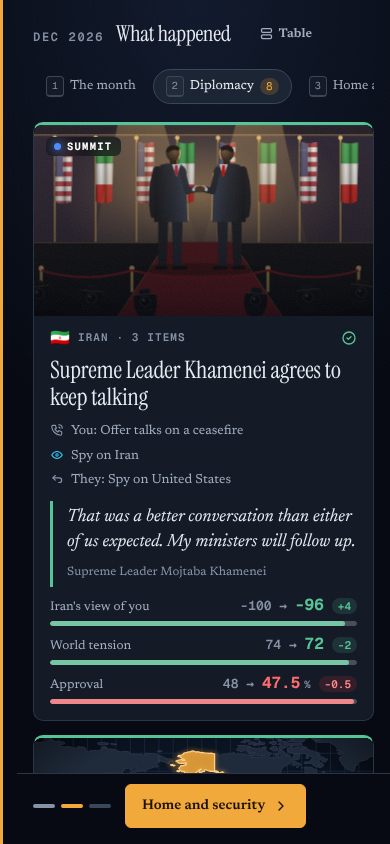 DEC 2026 What happened Table
1 The month 2 Diplomacy 8 3 Home
SUMMIT
IRAN · 3 ITEMS
Supreme Leader Khamenei agrees to
keep talking
You: Offer talks on a ceasefire
Spy on Iran
They: Spy on United States
That was a better conversation than either
of us expected. My ministers will follow up.
Supreme Leader Mojtaba Khamenei
Iran's view of you -100 → -96 +4
World tension 74 → 72 -2
Approval 48 → 47.5 % -0.5
Home and security